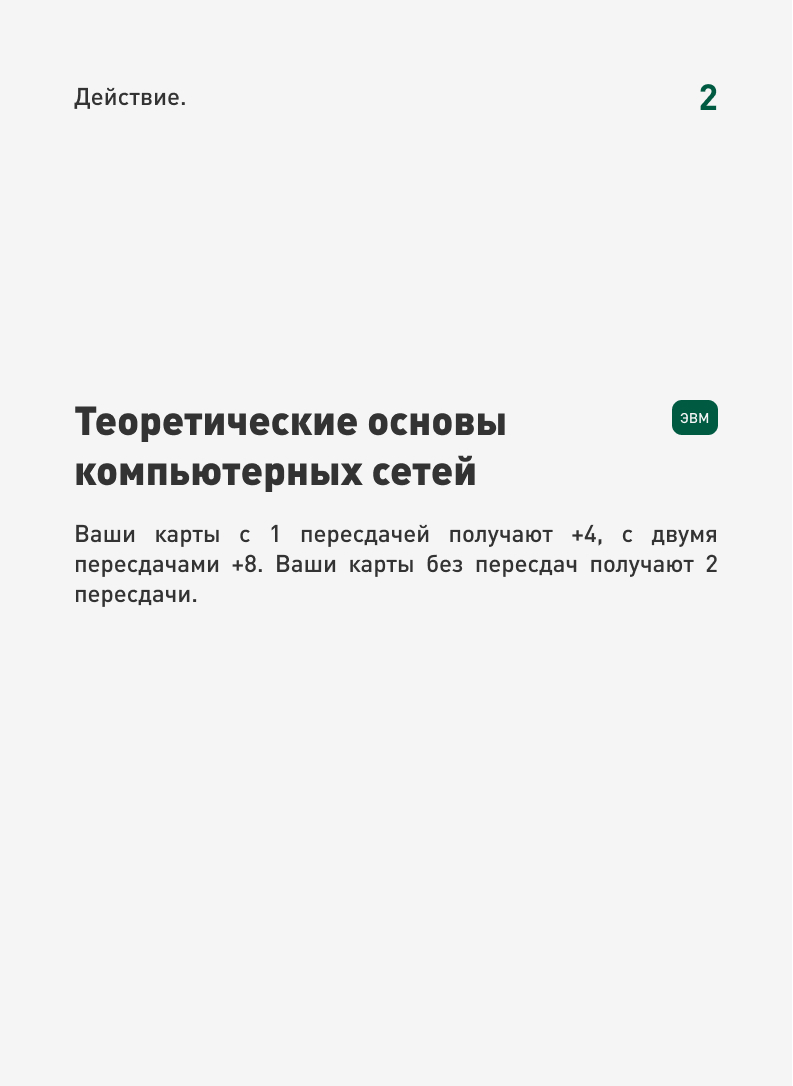 Действие.
2
Теоретические основы
компьютерных сетей
ЭВМ
Ваши карты с 1 пересдачей получают +4, с двумя
пересдачами +8. Ваши карты без пересдач получают 2
пересдачи.